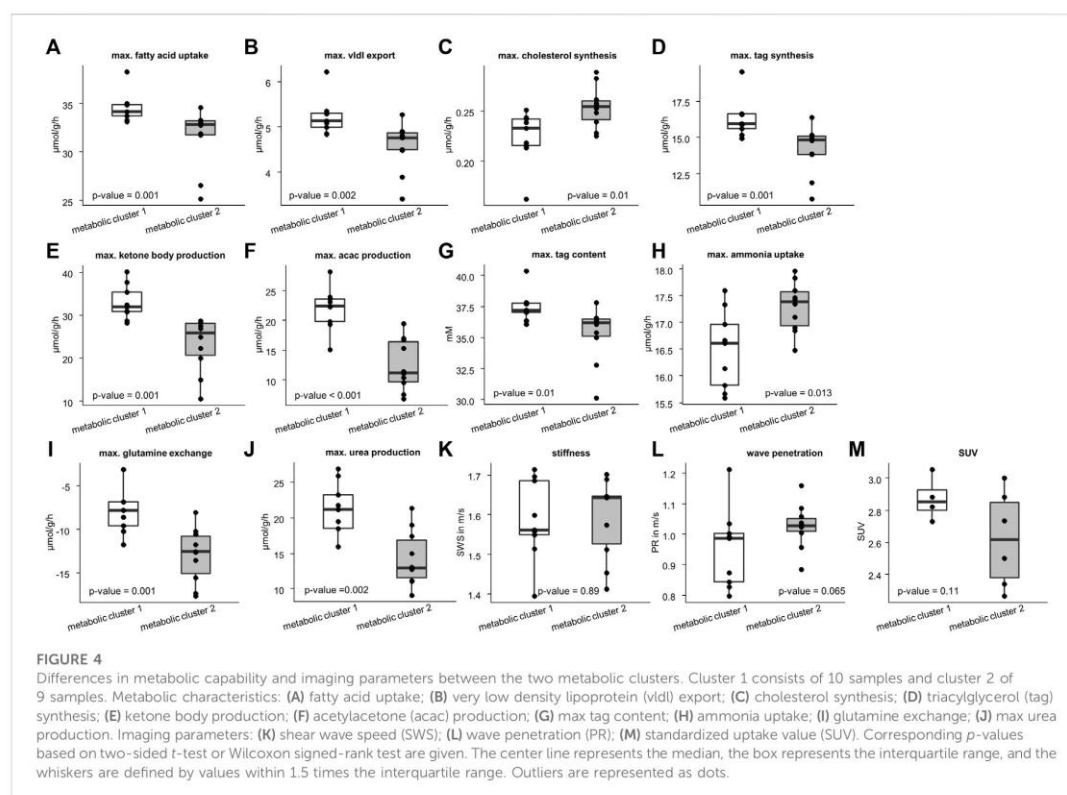 A
max. fatty acid uptake
µmol/g/h
35
30
25
p-value = 0.001
metabolic cluster 1
metabolic cluster 2
B
max. vldl export
µmol/g/h
6
5
4
p-value = 0.002
metabolic cluster 1
metabolic cluster 2
C
max. cholesterol synthesis
µmol/g/h
0.25
0.20
p-value = 0.01
metabolic cluster 1
metabolic cluster 2
D
max. tag synthesis
µmol/g/h
17.5
15.0
12.5
p-value = 0.001
metabolic cluster 1
metabolic cluster 2
E
max. ketone body production
µmol/g/h
40
30
20
10
p-value = 0.001
metabolic cluster 1
metabolic cluster 2
F
max. acac production
µmol/g/h
25
20
15
10
p-value < 0.001
metabolic cluster 1
metabolic cluster 2
G
max. tag content
mM
40.0
37.5
35.0
32.5
30.0
p-value = 0.01
metabolic cluster 1
metabolic cluster 2
H
max. ammonia uptake
µmol/g/h
17.5
17.0
16.5
16.0
15.5
p-value = 0.013
metabolic cluster 1
metabolic cluster 2
I
max. glutamine exchange
µmol/g/h
-5
-10
-15
p-value = 0.001
metabolic cluster 1
metabolic cluster 2
J
max. urea production
µmol/g/h
25
20
15
10
p-value =0.002
metabolic cluster 1
metabolic cluster 2
K
stiffness
SWS in m/s
1.7
1.6
1.5
1.4
p-value = 0.89
metabolic cluster 1
metabolic cluster 2
L
wave penetration
PR in m/s
1.2
1.1
1.0
0.9
0.8
p-value = 0.065
metabolic cluster 1
metabolic cluster 2
M
SUV
SUV
3.0
2.8
2.6
2.4
2.2
p-value = 0.11
metabolic cluster 1
metabolic cluster 2
FIGURE 4
Differences in metabolic capability and imaging parameters between the two metabolic clusters. Cluster 1 consists of 10 samples and cluster 2 of
9 samples. Metabolic characteristics: (A) fatty acid uptake; (B) very low density lipoprotein (vldl) export; (C) cholesterol synthesis; (D) triacylglycerol (tag)
synthesis; (E) ketone body production; (F) acetylacetone (acac) production; (G) max tag content; (H) ammonia uptake; (I) glutamine exchange; (J) max urea
production. Imaging parameters: (K) shear wave speed (SWS); (L) wave penetration (PR); (M) standardized uptake value (SUV). Corresponding p-values
based on two-sided t-test or Wilcoxon signed-rank test are given. The center line represents the median, the box represents the interquartile range, and the
whiskers are defined by values within 1.5 times the interquartile range. Outliers are represented as dots.